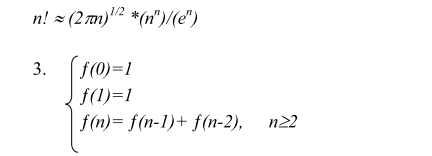 n! ≈ (2πn)^{1/2} *(n^n)/(e^n)
3. f(0)=1
f(1)=1
f(n)= f(n-1)+ f(n-2), n≥2